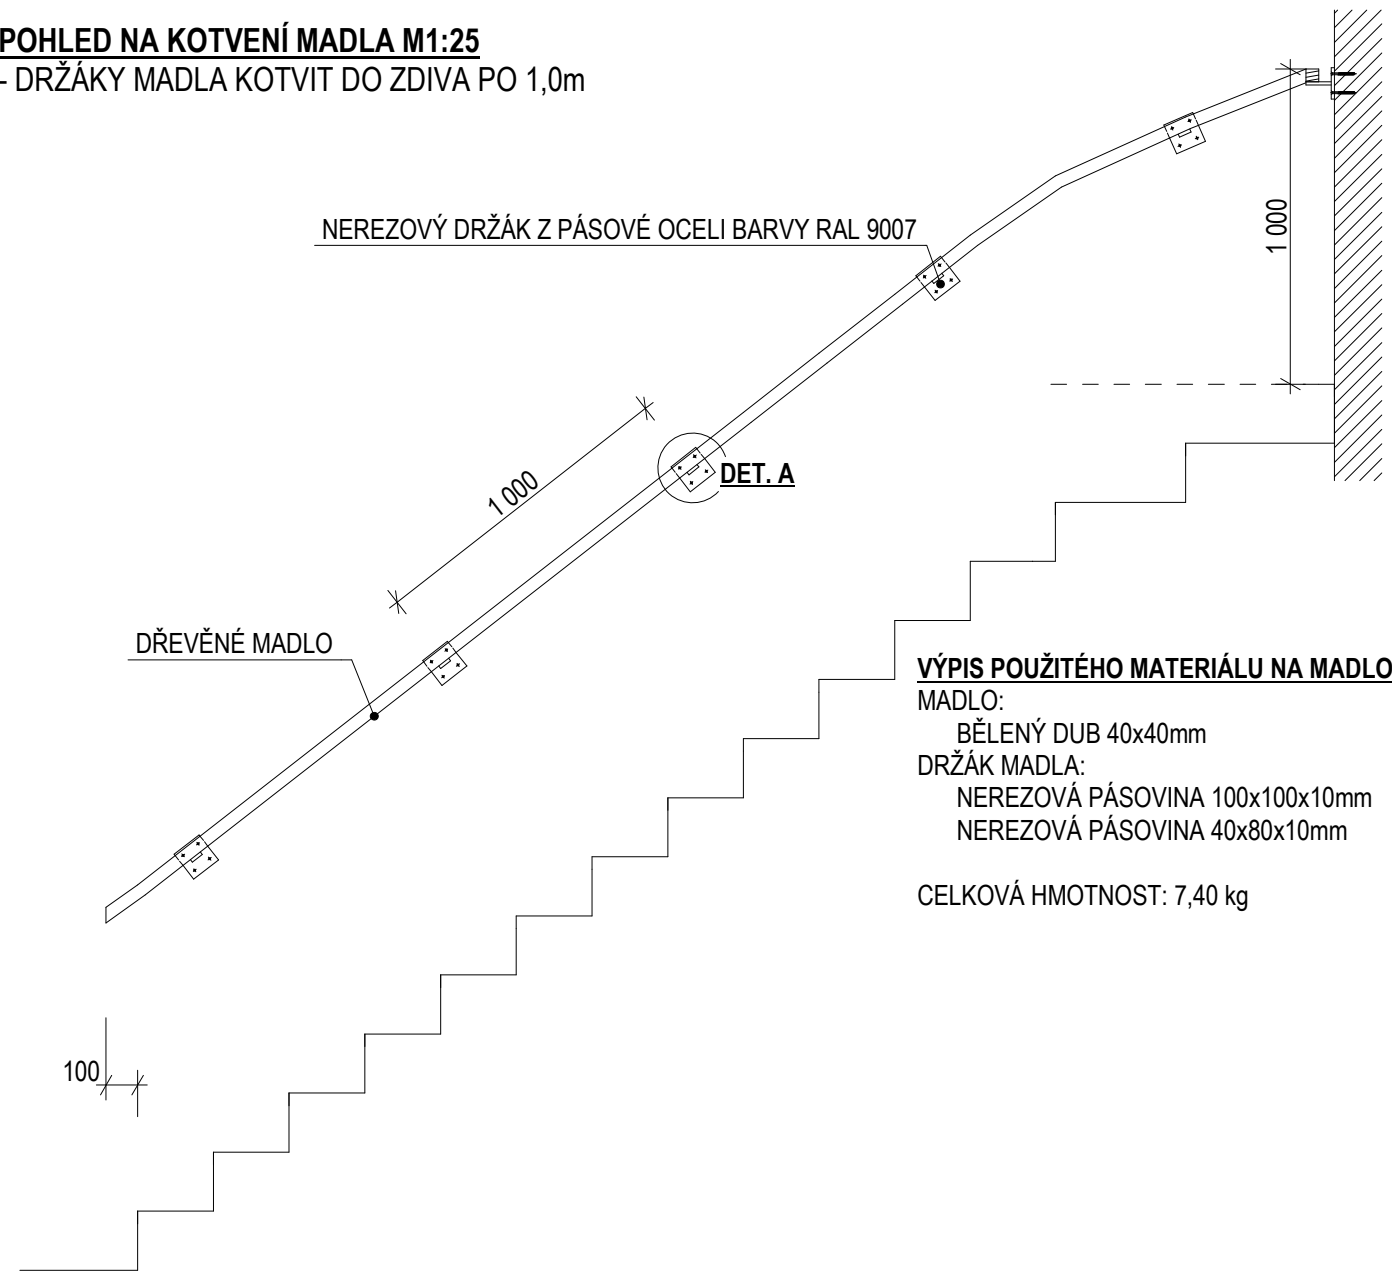 POHLED NA KOTVENÍ MADLA M1:25
- DRŽÁKY MADLA KOTVIT DO ZDIVA PO 1,0m
NEREZOVÝ DRŽÁK Z PÁSOVÉ OCELI BARVY RAL 9007
1 000
1 000
DET. A
DŘEVĚNÉ MADLO
VÝPIS POUŽITÉHO MATERIÁLU NA MADLO
MADLO:
BĚLENÝ DUB 40x40mm
DRŽÁK MADLA:
NEREZOVÁ PÁSOVINA 100x100x10mm
NEREZOVÁ PÁSOVINA 40x80x10mm
CELKOVÁ HMOTNOST: 7,40 kg
100